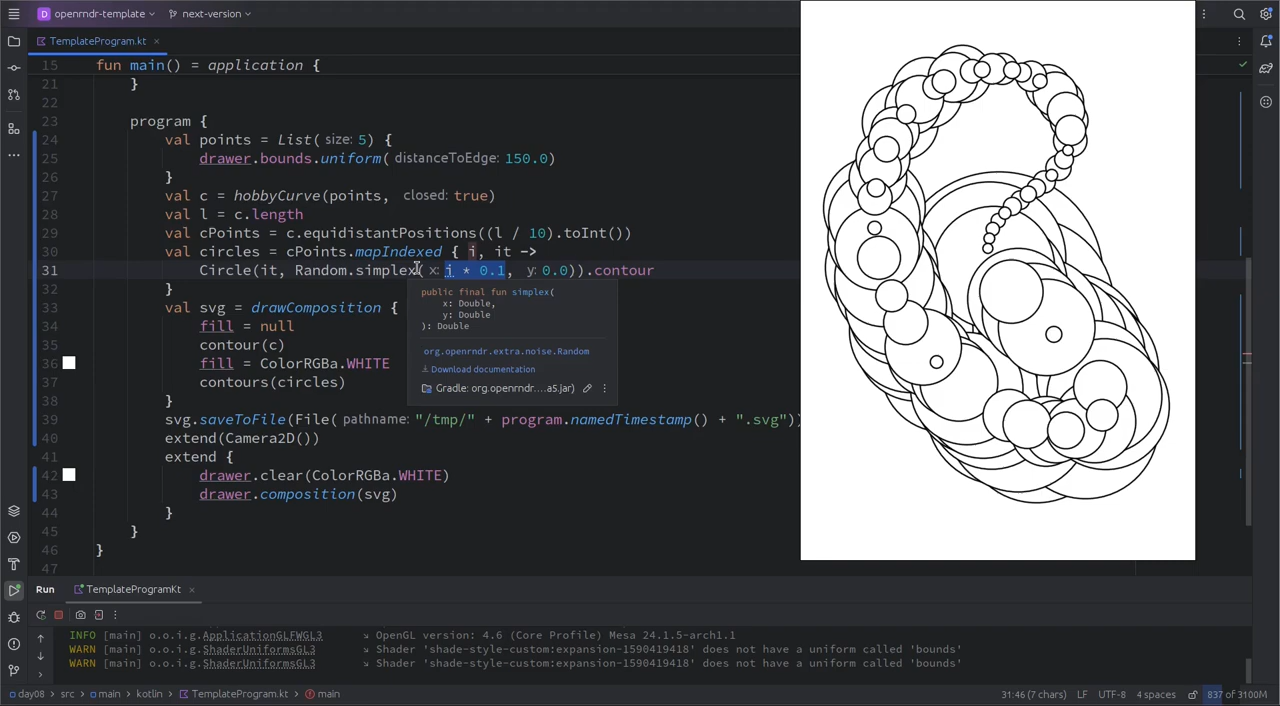 D openrndr-template next-version
TemplateProgram.kt
15 fun main() = application {
21 }
22
23 program {
24 val points = List( size: 5) {
25 drawer.bounds.uniform( distanceToEdge: 150.0)
26 }
27 val c = hobbyCurve(points, closed: true)
28 val l = c.length
29 val cPoints = c.equidistantPositions((l / 10).toInt())
30 val circles = cPoints.mapIndexed { i, it ->
31 Circle(it, Random.simplex( x: i * 0.1, y: 0.0)).contour
32 }
33 val svg = drawComposition {
34 fill = null
35 contour(c)
36 fill = ColorRGBa.WHITE
37 contours(circles)
38 }
39 svg.saveToFile(File( pathname: "/tmp/" + program.namedTimestamp() + ".svg"))
40 extend(Camera2D())
41 extend {
42 drawer.clear(ColorRGBa.WHITE)
43 drawer.composition(svg)
44 }
45 }
46 }
47
public final fun simplex(
x: Double,
y: Double
): Double
org.openrndr.extra.noise.Random
Download documentation
Gradle: org.openrndr....a5.jar)
Run TemplateProgramKt
INFO [main] o.o.i.g.ApplicationGLFWGL3 ↘ OpenGL version: 4.6 (Core Profile) Mesa 24.1.5-arch1.1
WARN [main] o.o.i.g.ShaderUniformsGL3 ↘ Shader 'shade-style-custom:expansion-1590419418' does not have a uniform called 'bounds'
WARN [main] o.o.i.g.ShaderUniformsGL3 ↘ Shader 'shade-style-custom:expansion-1590419418' does not have a uniform called 'bounds'
day08 > src > main > kotlin > TemplateProgram.kt > main 31:46 (7 chars) LF UTF-8 4 spaces 837 of 3100M